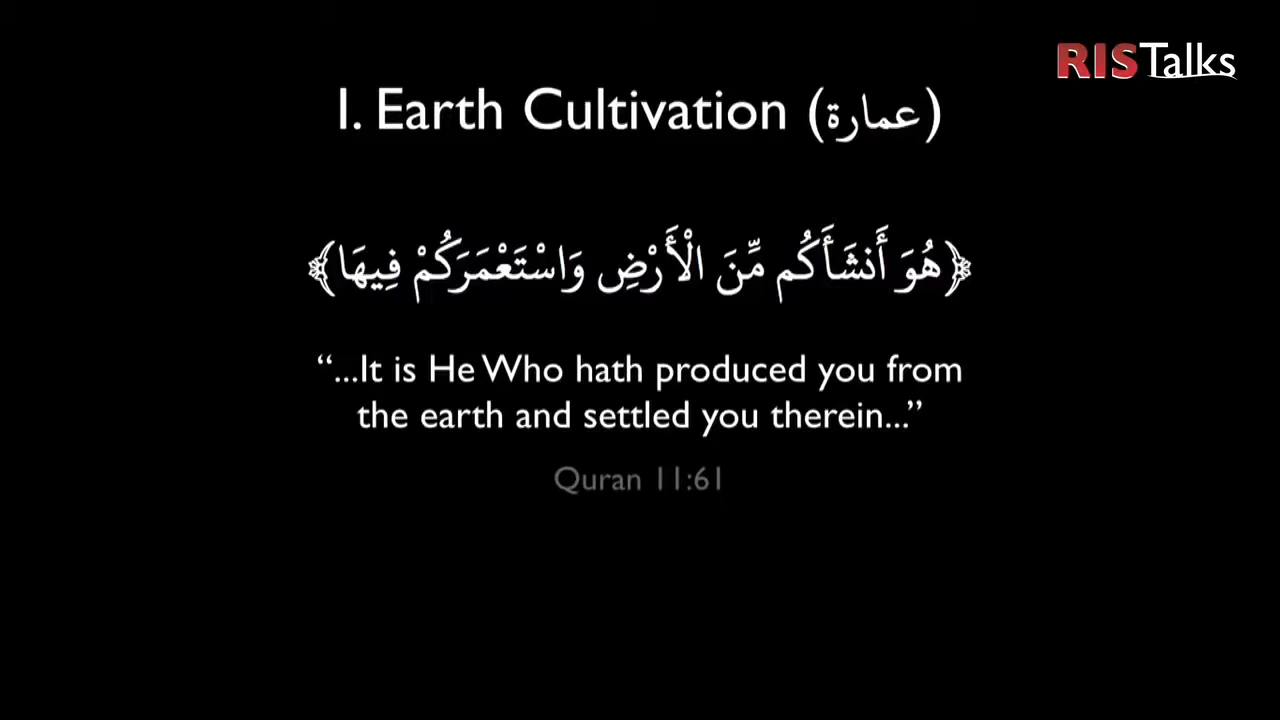 RISTalks
I. Earth Cultivation (عمارة)
﴿هُوَ أَنشَأَكُم مِّنَ الْأَرْضِ وَاسْتَعْمَرَكُمْ فِيهَا﴾
“...It is He Who hath produced you from
the earth and settled you therein...”
Quran 11:61